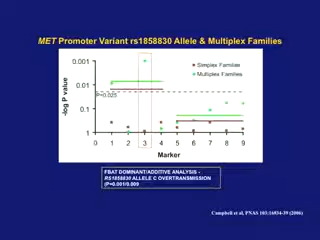 MET Promoter Variant rs1858830 Allele & Multiplex Families
0.001
0.01
0.1
1
-log P value
P=0.025
Simplex Families
Multiplex Families
0 1 2 3 4 5 6 7 8 9
Marker
FBAT DOMINANT/ADDITIVE ANALYSIS -
RS1858830 ALLELE C OVERTRANSMISSION
(P=0.001/0.009
Campbell et al, PNAS 103:16834-39 (2006)